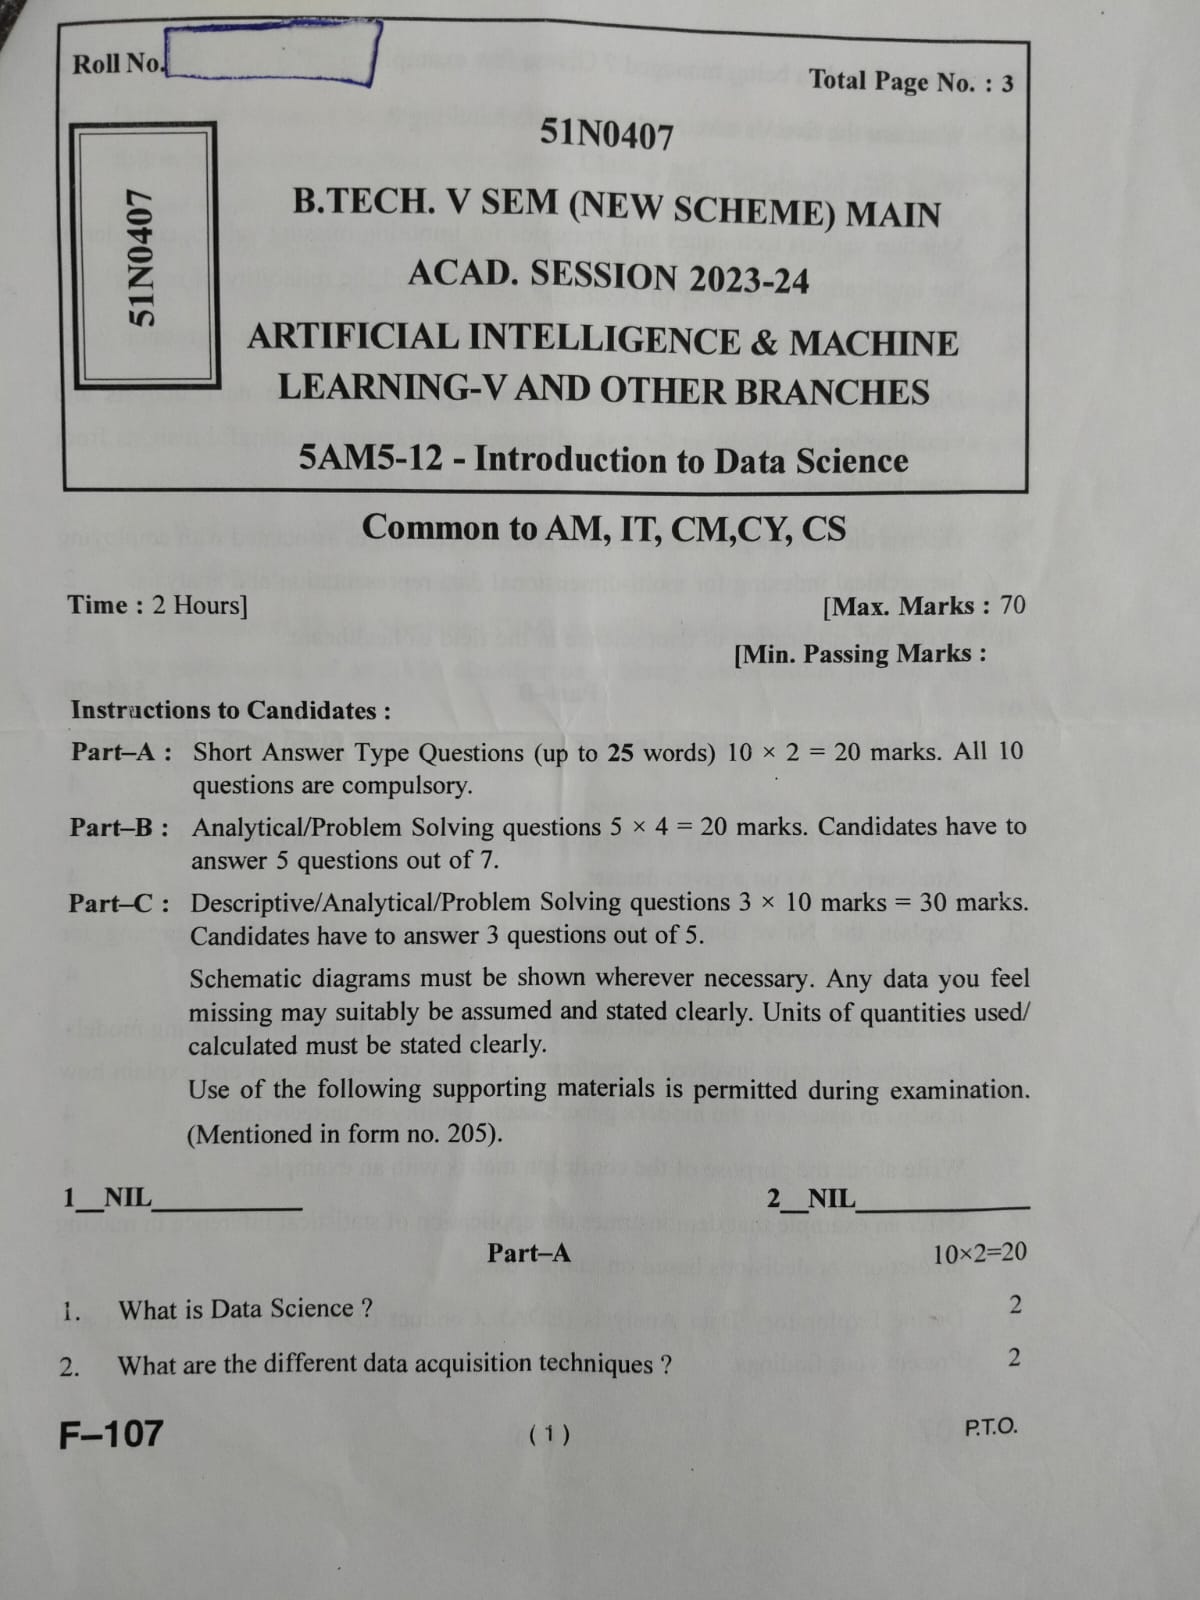 Roll No.
Total Page No. : 3
51N0407
51N0407
B.TECH. V SEM (NEW SCHEME) MAIN
ACAD. SESSION 2023-24
ARTIFICIAL INTELLIGENCE & MACHINE
LEARNING-V AND OTHER BRANCHES
5AM5-12 - Introduction to Data Science
Common to AM, IT, CM,CY, CS
Time : 2 Hours]
[Max. Marks : 70
[Min. Passing Marks :
Instructions to Candidates :
Part–A : Short Answer Type Questions (up to 25 words) 10 × 2 = 20 marks. All 10
questions are compulsory.
Part–B : Analytical/Problem Solving questions 5 × 4 = 20 marks. Candidates have to
answer 5 questions out of 7.
Part–C : Descriptive/Analytical/Problem Solving questions 3 × 10 marks = 30 marks.
Candidates have to answer 3 questions out of 5.
Schematic diagrams must be shown wherever necessary. Any data you feel
missing may suitably be assumed and stated clearly. Units of quantities used/
calculated must be stated clearly.
Use of the following supporting materials is permitted during examination.
(Mentioned in form no. 205).
1__NIL___________ 2__NIL_____________
Part–A 10×2=20
1. What is Data Science ? 2
2. What are the different data acquisition techniques ? 2
F–107 ( 1 ) P.T.O.